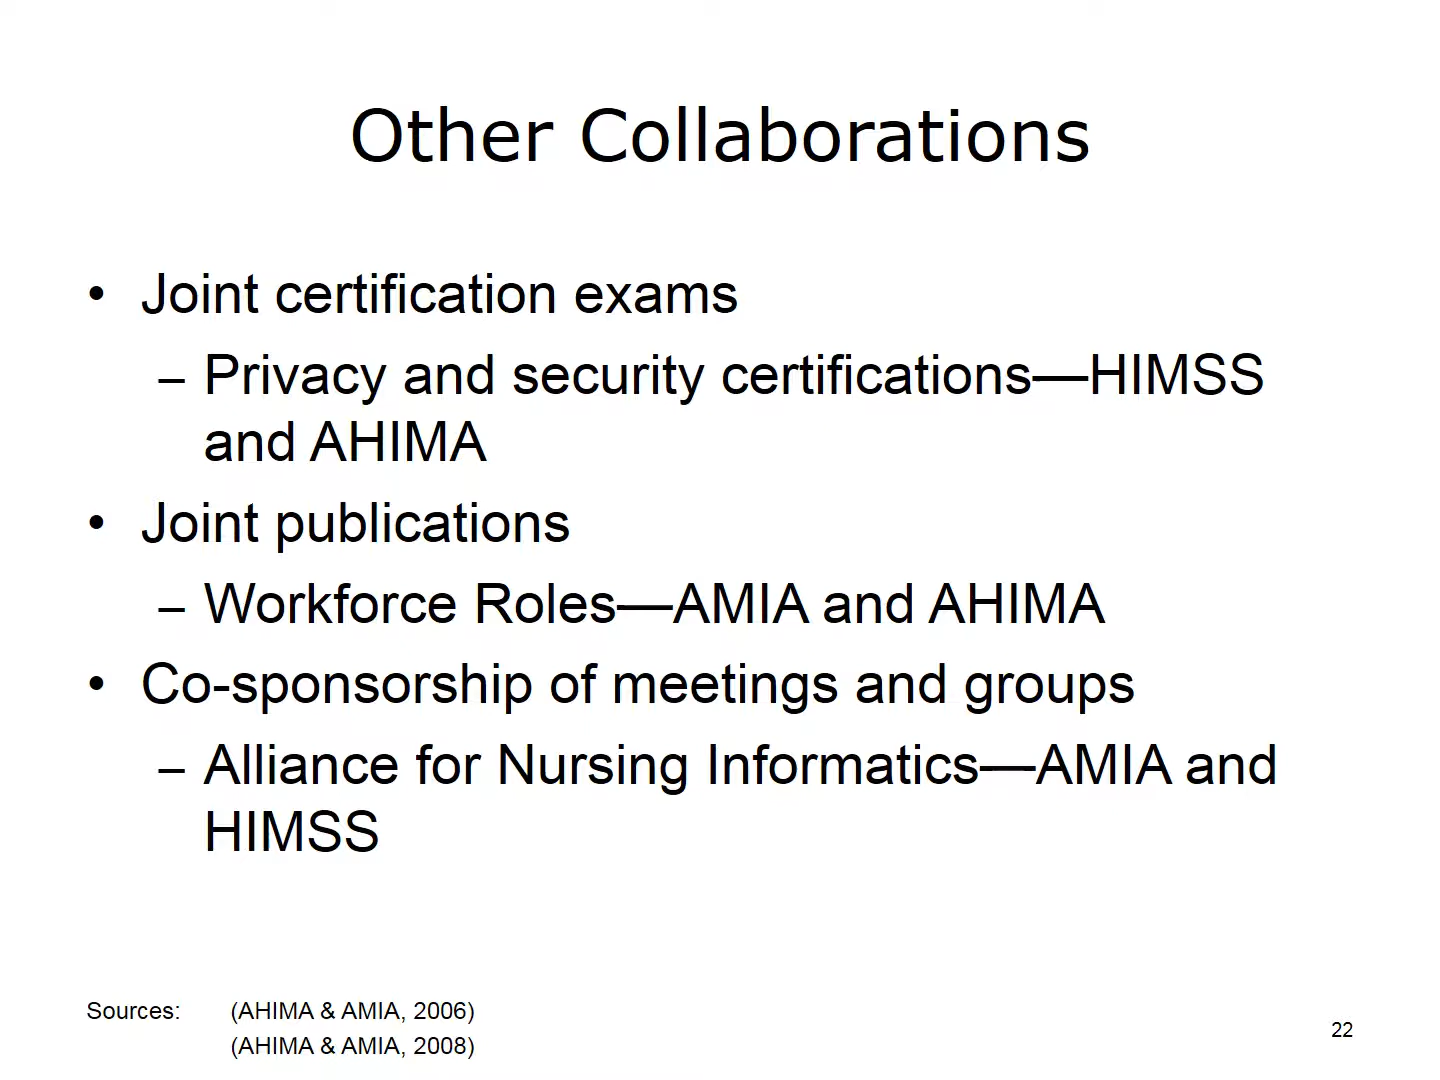 Other Collaborations
• Joint certification exams
– Privacy and security certifications—HIMSS
and AHIMA
• Joint publications
– Workforce Roles—AMIA and AHIMA
• Co-sponsorship of meetings and groups
– Alliance for Nursing Informatics—AMIA and
HIMSS
Sources: (AHIMA & AMIA, 2006)
(AHIMA & AMIA, 2008)
22